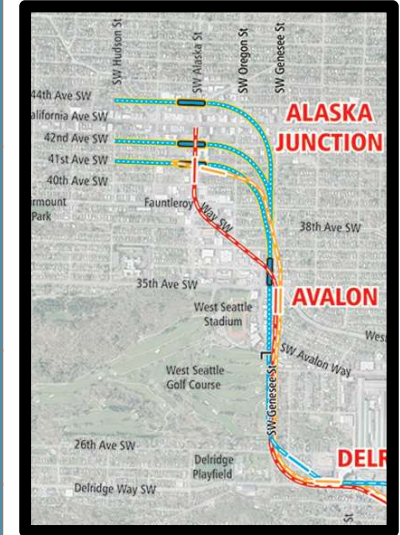 SW Hudson St
SW Alaska St
SW Oregon St
SW Genesee St
44th Ave SW
alifornia Ave SW
42nd Ave SW
41st Ave SW
40th Ave SW
ALASKA
JUNCTION
rmount
Park
Fauntleroy
Way SW
38th Ave SW
35th Ave SW
AVALON
West Seattle
Stadium
Wes
SW Avalon Way
West Seattle
Golf Course
SW Genesee St
26th Ave SW
Delridge
Playfield
DELR
Delridge Way SW
St